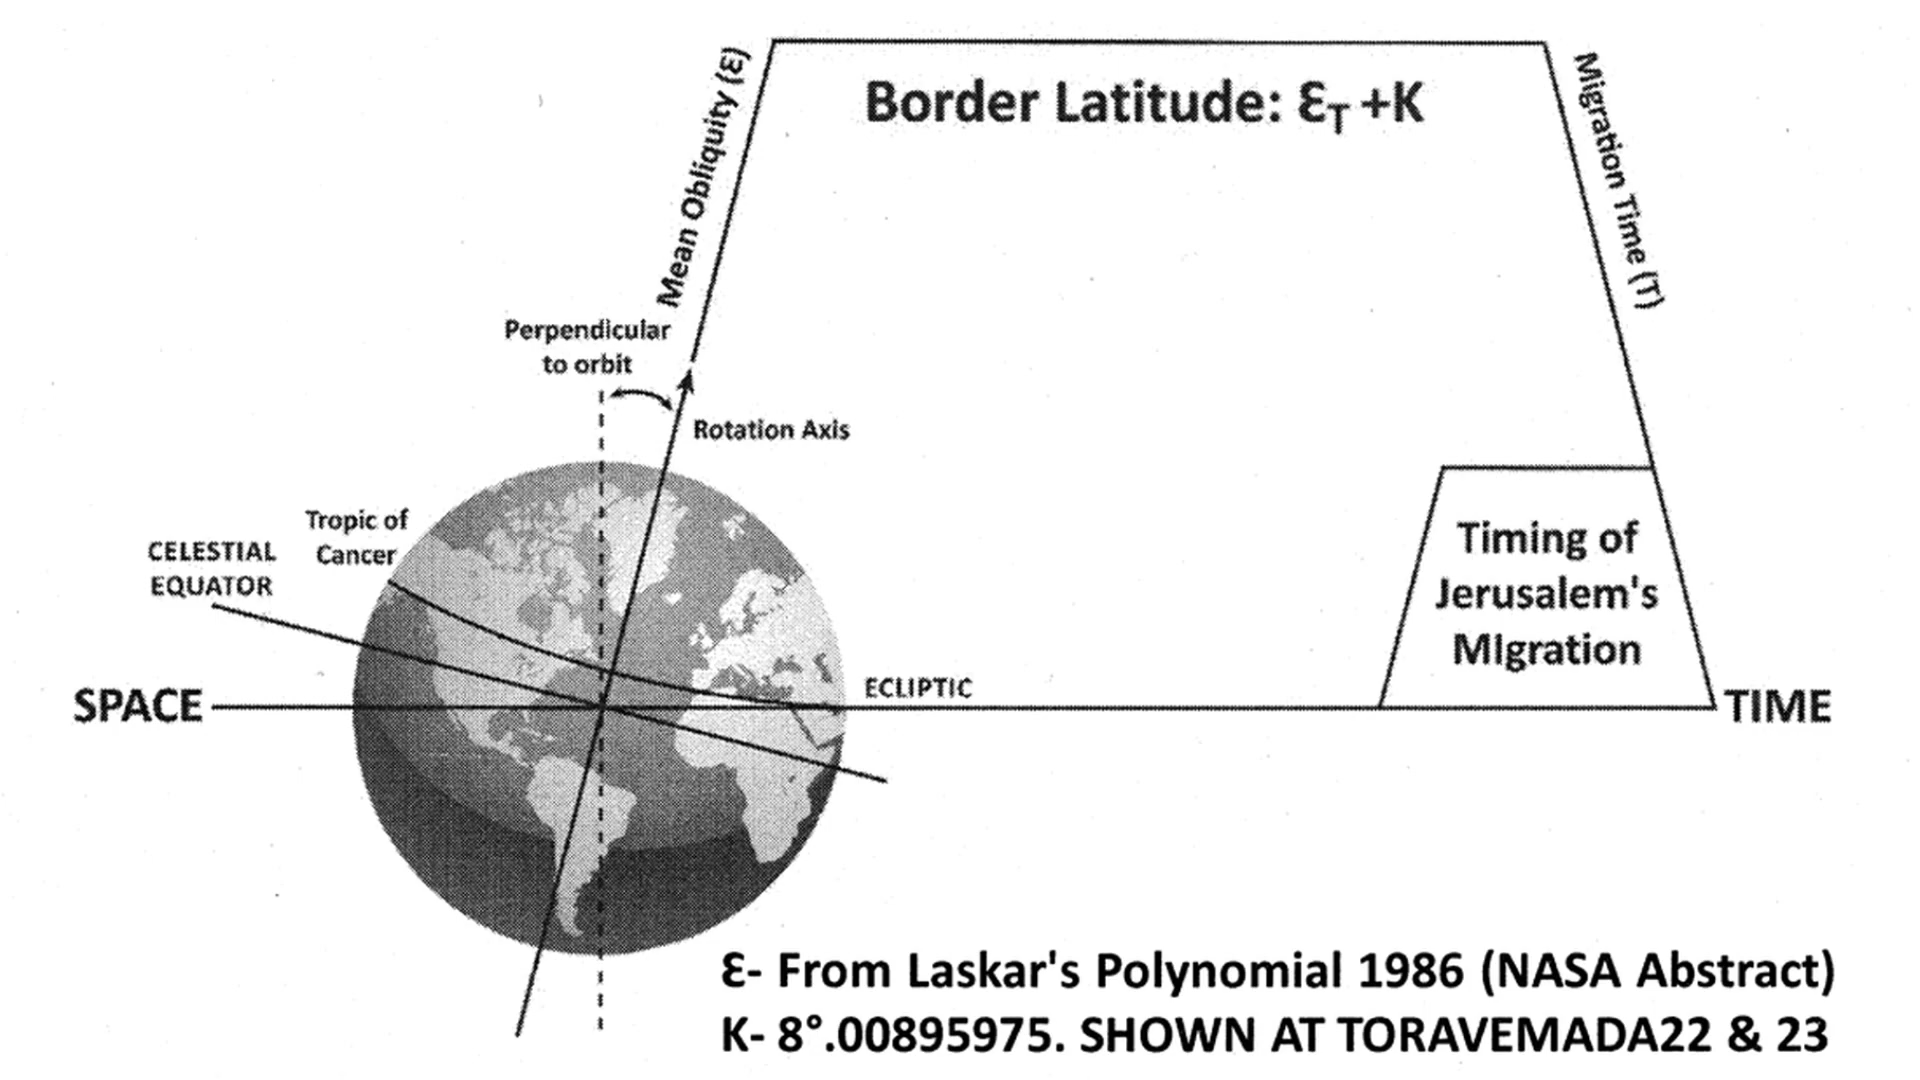 Border Latitude: ƐT +K
Mean Obliquity (Ɛ)
Migration Time (T)
Perpendicular
to orbit
Rotation Axis
Tropic of
Cancer
CELESTIAL
EQUATOR
SPACE
ECLIPTIC
TIME
Timing of
Jerusalem's
MIgration
Ɛ- From Laskar's Polynomial 1986 (NASA Abstract)
K- 8°.00895975. SHOWN AT TORAVEMADA22 & 23